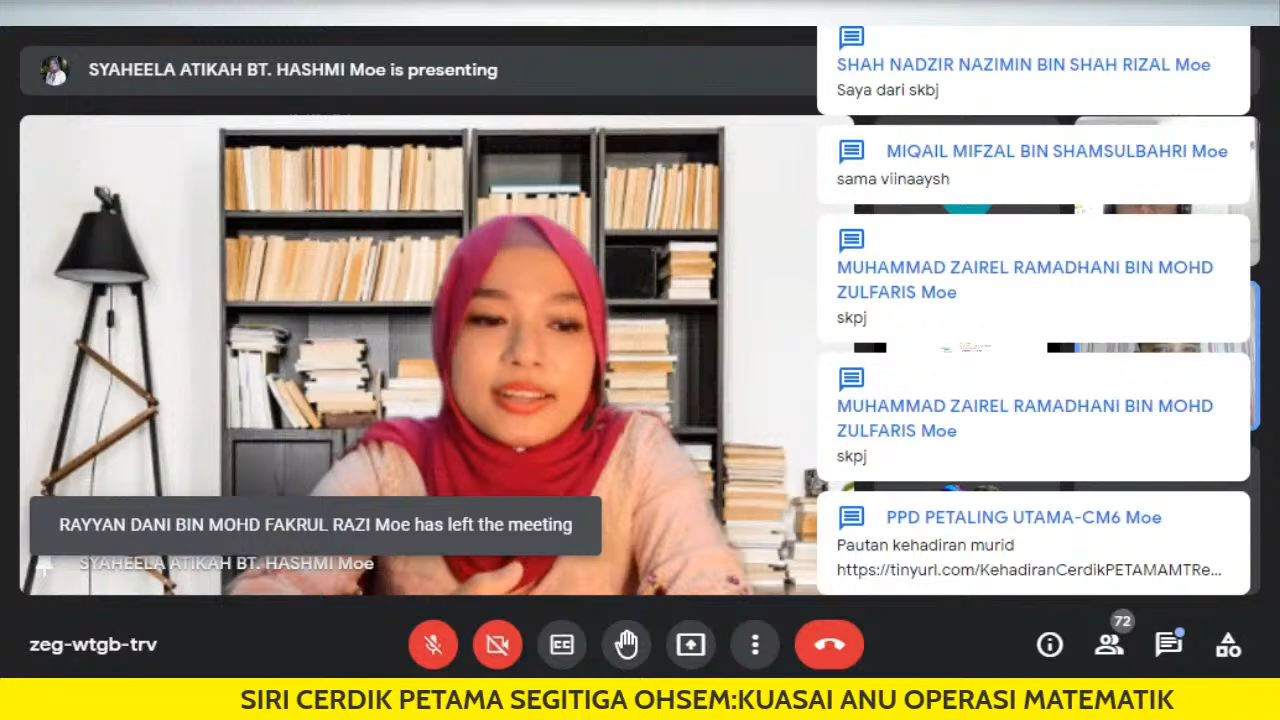 SYAHEELA ATIKAH BT. HASHMI Moe is presenting
SHAH NADZIR NAZIMIN BIN SHAH RIZAL Moe
Saya dari skbj
MIQAIL MIFZAL BIN SHAMSULBAHRI Moe
sama viinaaysh
MUHAMMAD ZAIREL RAMADHANI BIN MOHD
ZULFARIS Moe
skpj
MUHAMMAD ZAIREL RAMADHANI BIN MOHD
ZULFARIS Moe
skpj
PPD PETALING UTAMA-CM6 Moe
Pautan kehadiran murid
https://tinyurl.com/KehadiranCerdikPETAMAMTRe...
RAYYAN DANI BIN MOHD FAKRUL RAZI Moe has left the meeting
SYAHEELA ATIKAH BT. HASHMI Moe
zeg-wtgb-trv
72
SIRI CERDIK PETAMA SEGITIGA OHSEM:KUASAI ANU OPERASI MATEMATIK